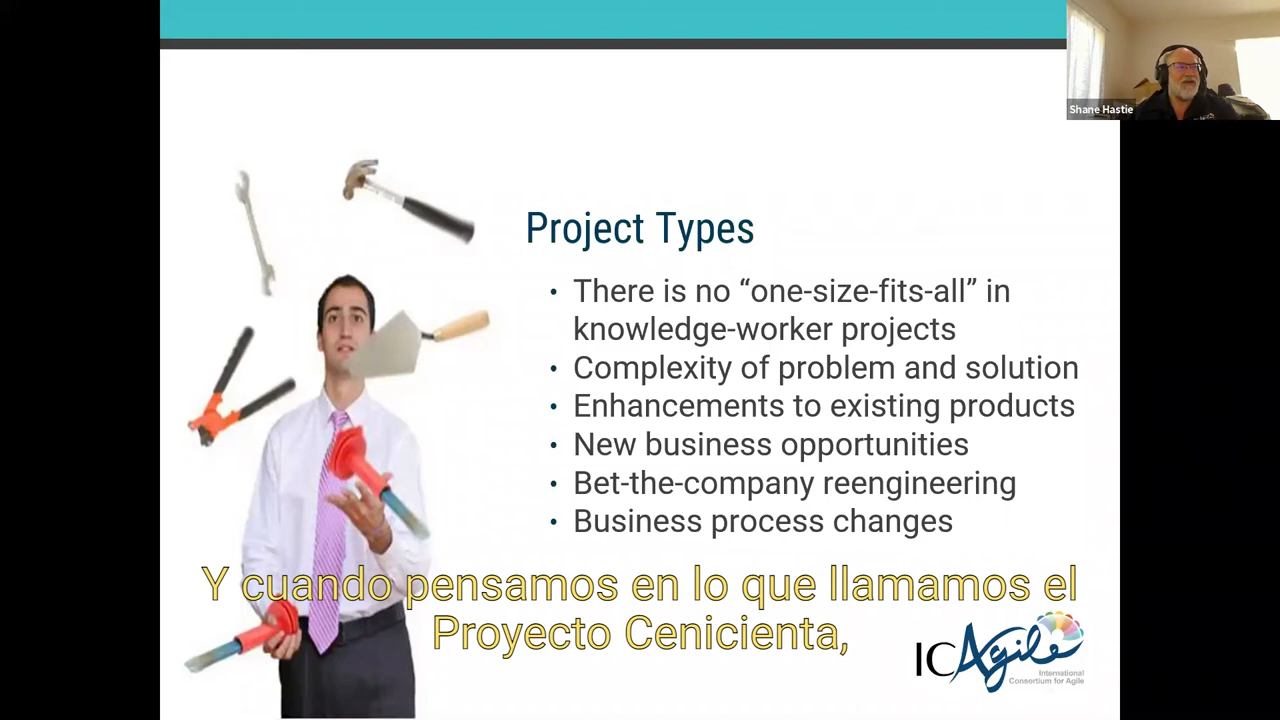 Shane Hastie
Project Types
• There is no “one-size-fits-all” in
knowledge-worker projects
• Complexity of problem and solution
• Enhancements to existing products
• New business opportunities
• Bet-the-company reengineering
• Business process changes
Y cuando pensamos en lo que llamamos el
Proyecto Cenicienta,
ICAgile
International
Consortium for Agile